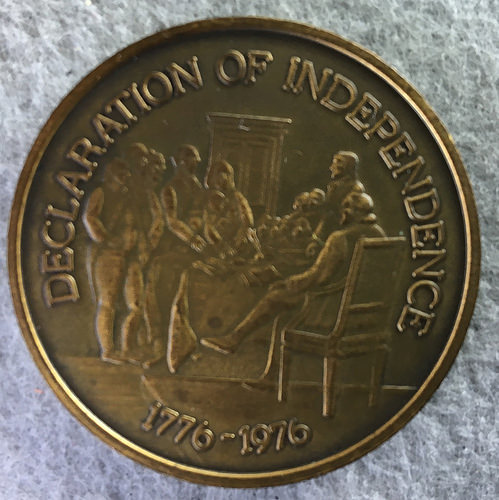 DECLARATION OF INDEPENDENCE
1776-1976